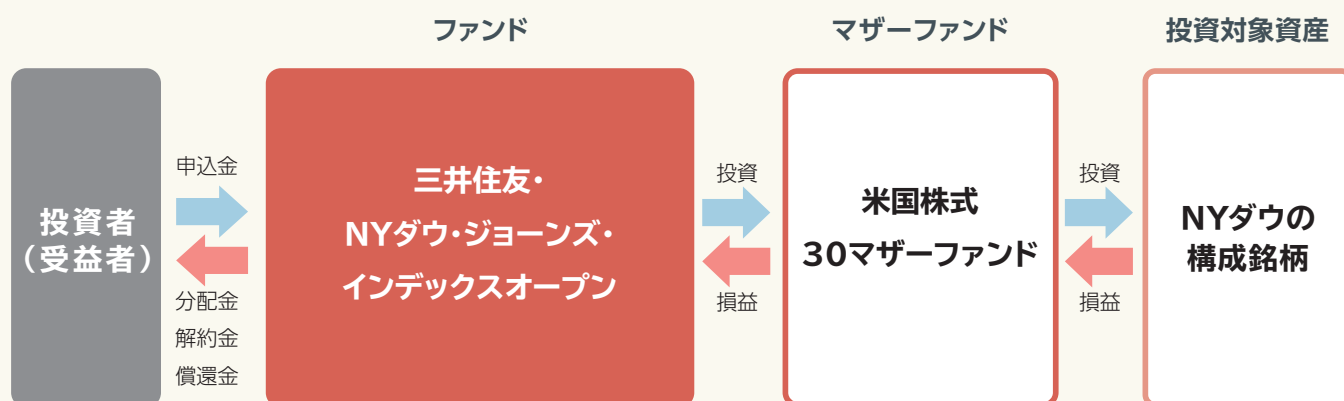 ファンド
マザーファンド
投資対象資産
投資者
(受益者)
申込金
分配金
解約金
償還金
三井住友・
NYダウ・ジョーンズ・
インデックスオープン
投資
損益
米国株式
30マザーファンド
投資
損益
NYダウの
構成銘柄